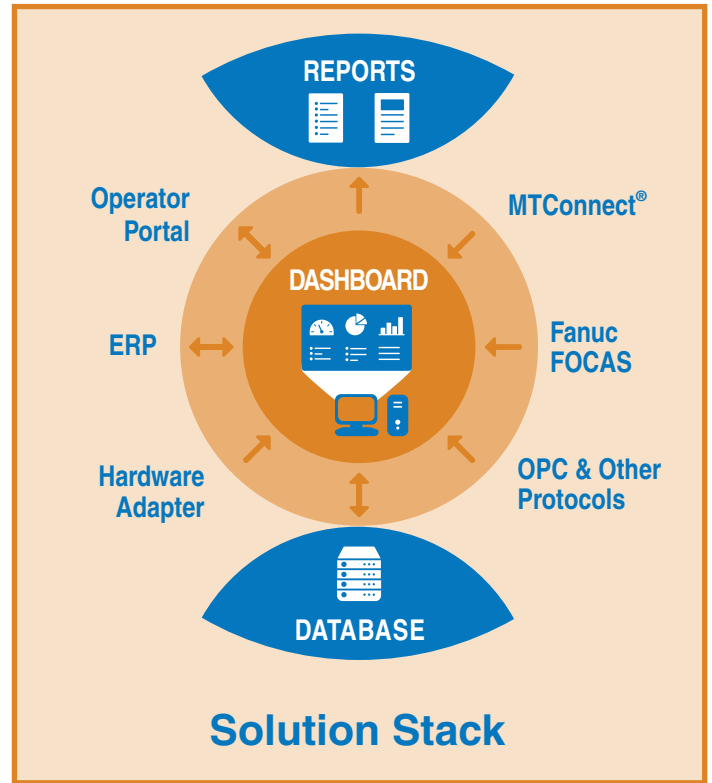 REPORTS
Operator
Portal
MTConnect®
DASHBOARD
ERP
Fanuc
FOCAS
Hardware
Adapter
OPC & Other
Protocols
DATABASE
Solution Stack